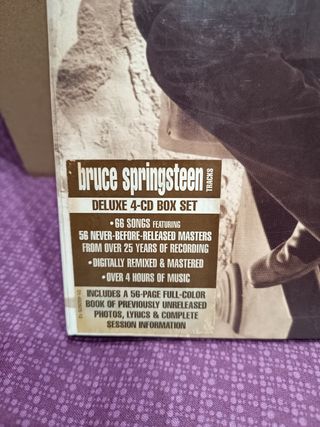 bruce springsteen
TRACKS
DELUXE 4-CD BOX SET
• 66 SONGS FEATURING
56 NEVER-BEFORE-RELEASED MASTERS
FROM OVER 25 YEARS OF RECORDING
• DIGITALLY REMIXED & MASTERED
• OVER 4 HOURS OF MUSIC
INCLUDES A 56-PAGE FULL-COLOR
BOOK OF PREVIOUSLY UNRELEASED
PHOTOS, LYRICS & COMPLETE
SESSION INFORMATION